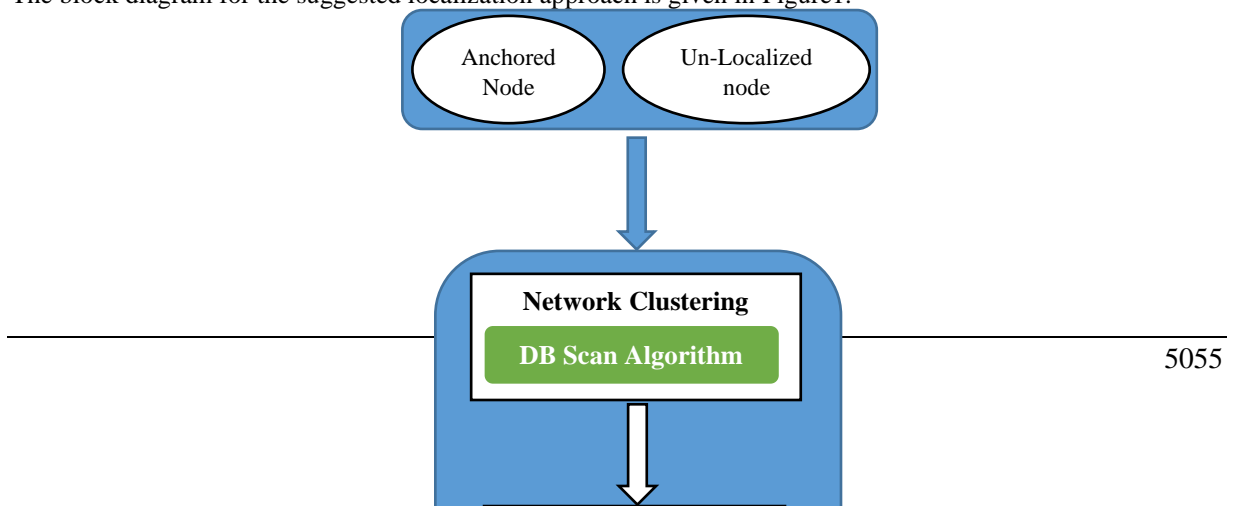 The block diagram for the suggested localization approach is given in Figure1.
Anchored Un-Localized
Node node
Network Clustering
DB Scan Algorithm
5055